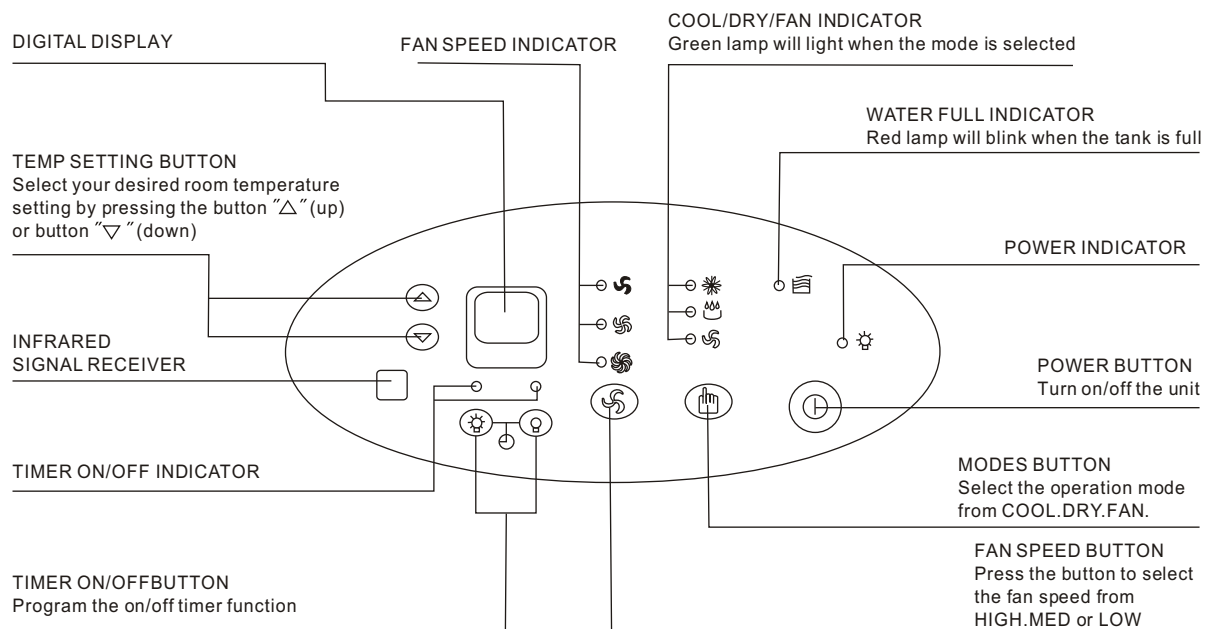 DIGITAL DISPLAY
FAN SPEED INDICATOR
COOL/DRY/FAN INDICATOR
Green lamp will light when the mode is selected
WATER FULL INDICATOR
Red lamp will blink when the tank is full
TEMP SETTING BUTTON
Select your desired room temperature
setting by pressing the button "△" (up)
or button "▽" (down)
POWER INDICATOR
INFRARED
SIGNAL RECEIVER
POWER BUTTON
Turn on/off the unit
TIMER ON/OFF INDICATOR
MODES BUTTON
Select the operation mode
from COOL.DRY.FAN.
TIMER ON/OFFBUTTON
Program the on/off timer function
FAN SPEED BUTTON
Press the button to select
the fan speed from
HIGH.MED or LOW